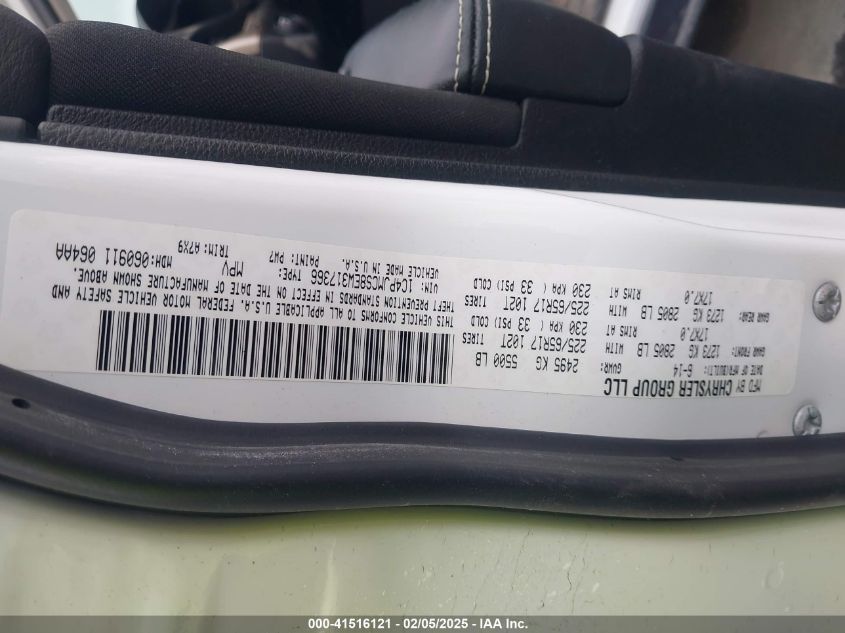 MFD BY CHRYSLER GROUP LLC
DATE OF MFR(BUILT): 6-14 GVWR: 2495 KG 5500 LB
GAWR FRONT: 1273 KG 2805 LB WITH 225/65R17 102T TIRES
17X7.0 RIMS AT 230 KPA ( 33 PSI) COLD
GAWR REAR: 1273 KG 2805 LB WITH 225/65R17 102T TIRES
17X7.0 RIMS AT 230 KPA ( 33 PSI) COLD
THIS VEHICLE CONFORMS TO ALL APPLICABLE U.S.A. FEDERAL MOTOR VEHICLE SAFETY AND
THEFT PREVENTION STANDARDS IN EFFECT ON THE DATE OF MANUFACTURE SHOWN ABOVE.
VIN: 1C4PJMCS8EW317366 TYPE: MPV MDH:060911 064AA
VEHICLE MADE IN U.S.A. PAINT: PW7 TRIM: A7X9
000-41516121 - 02/05/2025 - IAA Inc.